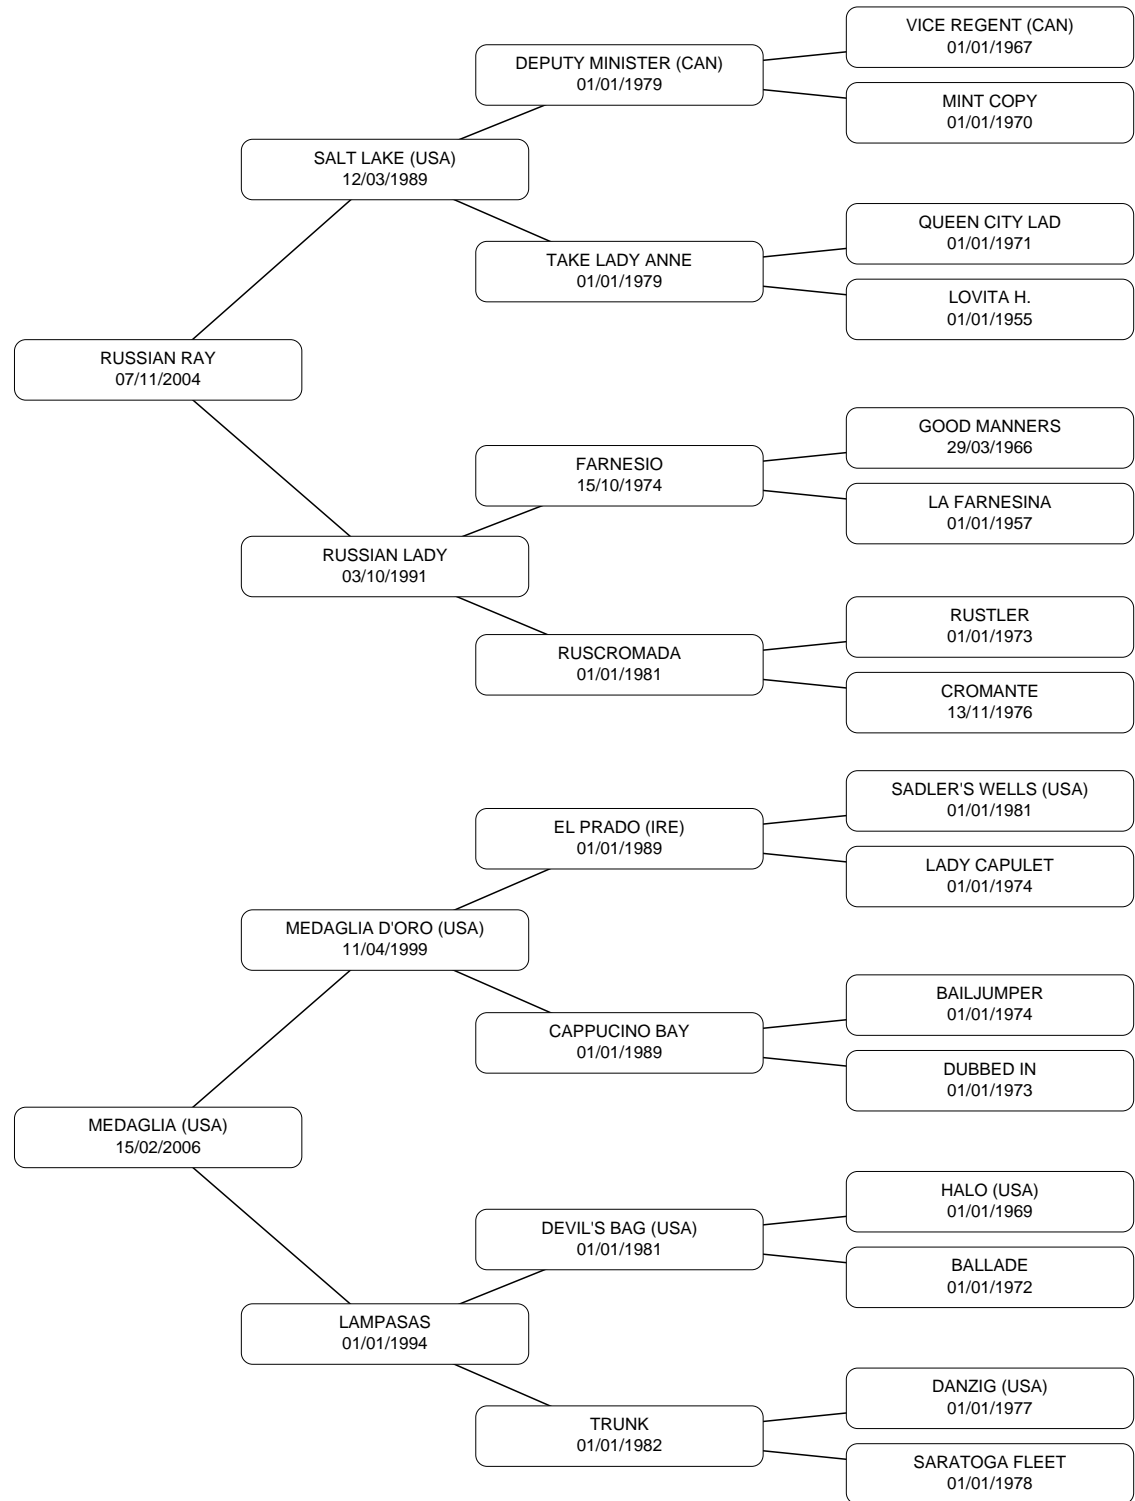 VICE REGENT (CAN)
01/01/1967
DEPUTY MINISTER (CAN)
01/01/1979
MINT COPY
01/01/1970
SALT LAKE (USA)
12/03/1989
QUEEN CITY LAD
01/01/1971
TAKE LADY ANNE
01/01/1979
LOVITA H.
01/01/1955
RUSSIAN RAY
07/11/2004
GOOD MANNERS
29/03/1966
FARNESIO
15/10/1974
LA FARNESINA
01/01/1957
RUSSIAN LADY
03/10/1991
RUSTLER
01/01/1973
RUSCROMADA
01/01/1981
CROMANTE
13/11/1976
SADLER'S WELLS (USA)
01/01/1981
EL PRADO (IRE)
01/01/1989
LADY CAPULET
01/01/1974
MEDAGLIA D'ORO (USA)
11/04/1999
BAILJUMPER
01/01/1974
CAPPUCINO BAY
01/01/1989
DUBBED IN
01/01/1973
MEDAGLIA (USA)
15/02/2006
HALO (USA)
01/01/1969
DEVIL'S BAG (USA)
01/01/1981
BALLADE
01/01/1972
LAMPASAS
01/01/1994
DANZIG (USA)
01/01/1977
TRUNK
01/01/1982
SARATOGA FLEET
01/01/1978